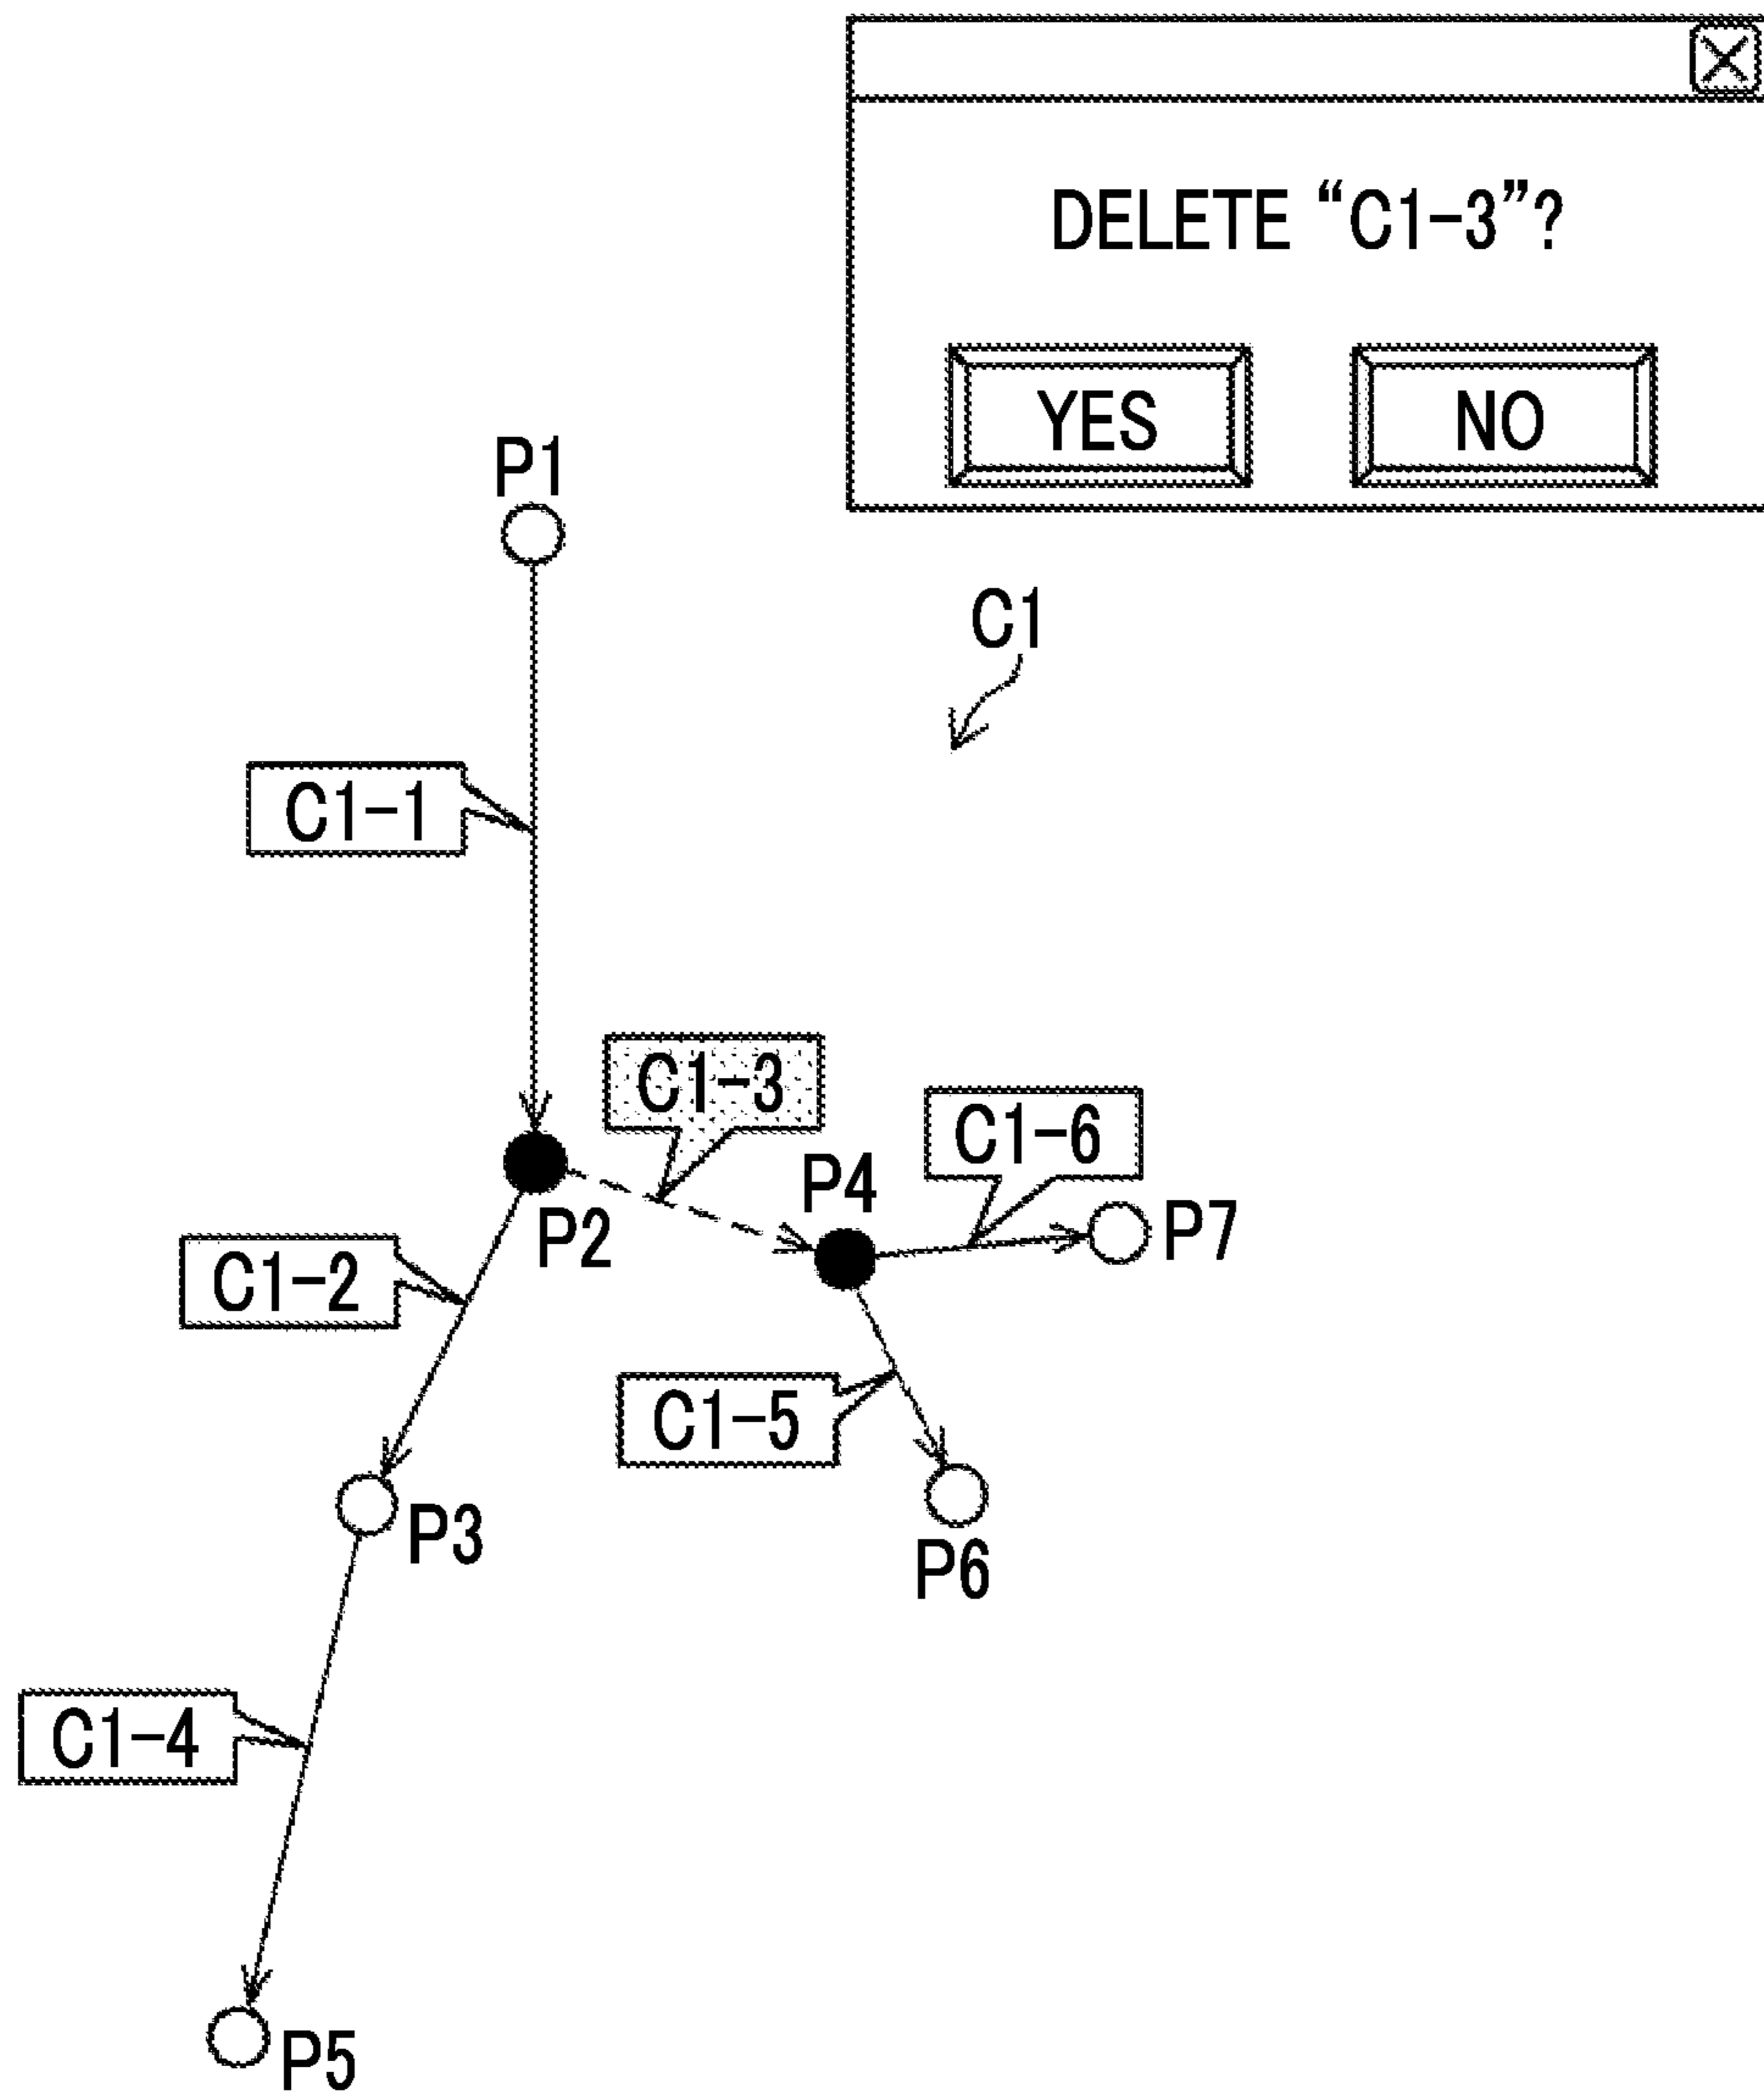 DELETE “C1-3”?
YES
NO
P1
C1
C1-1
C1-3
C1-6
P4
P7
P2
C1-2
C1-5
P3
P6
C1-4
P5